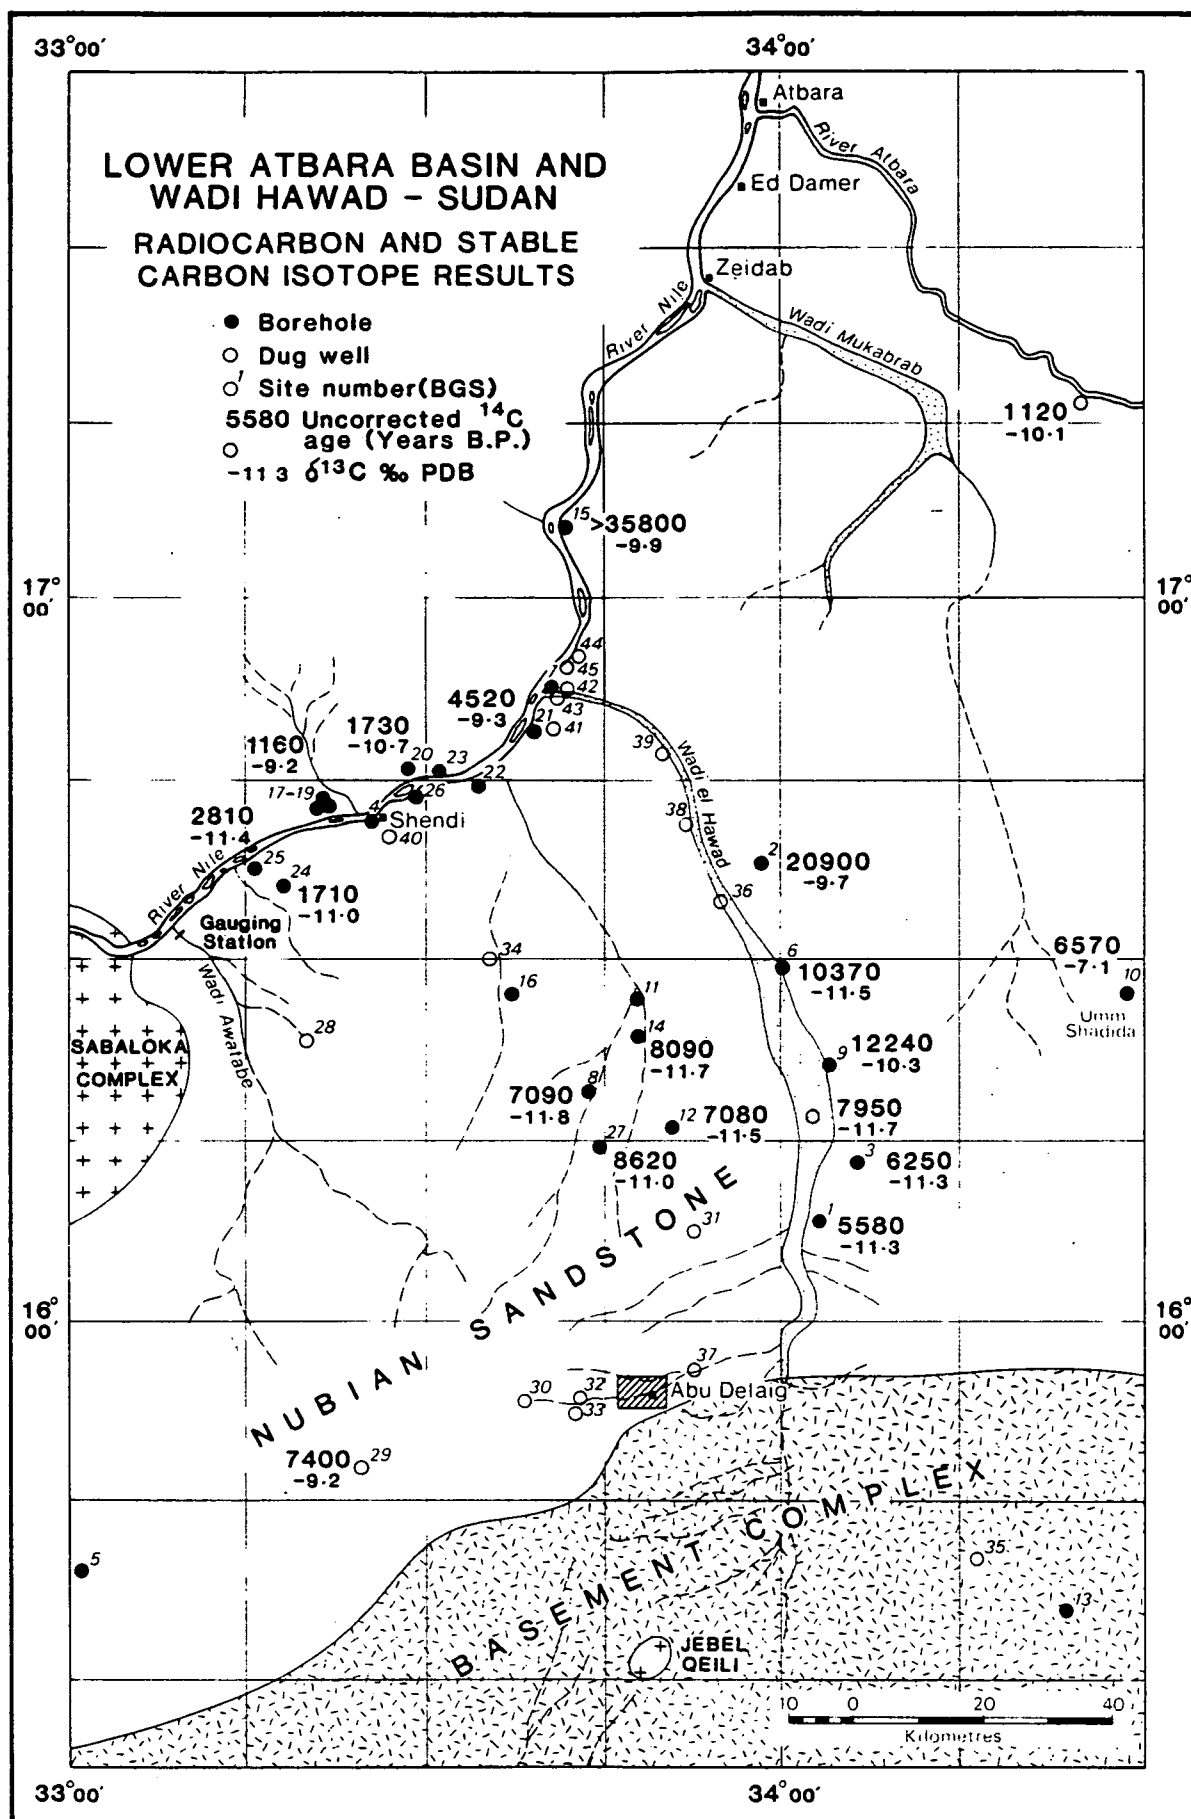 33°00′
34°00′
Atbara
River Atbara
LOWER ATBARA BASIN AND
WADI HAWAD – SUDAN
Ed Damer
RADIOCARBON AND STABLE
CARBON ISOTOPE RESULTS
Zeidab
River Nile
Wadi Mukabrab
Borehole
Dug well
1 Site number(BGS)
5580 Uncorrected 14C
age (Years B.P.)
-11·3 δ13C ‰ PDB
1120
-10·1
15 >35800
-9·9
17°
00′
17°
00′
44
45
42
43
41
4520
-9·3
21
1730
-10·7
20
23
22
26
1160
-9·2
17-19
39
Wadi el Hawad
38
4
Shendi
40
2810
-11·4
River Nile
25
24
1710
-11·0
2
20900
-9·7
36
Gauging
Station
Wadi Awatabe
34
16
11
6
10370
-11·5
6570
-7·1
10
Umm
Shadida
28
SABALOKA
COMPLEX
14
8090
-11·7
9 12240
-10·3
7090
-11·8
8
12 7080
-11·5
7950
-11·7
27
8620
-11·0
3
6250
-11·3
31
1
5580
-11·3
16°
00′
16°
00′
NUBIAN SANDSTONE
37
30
32
33
Abu Delaig
7400
-9·2
29
5
BASEMENT COMPLEX
35
13
JEBEL
QEILI
10 0 20 40
Kilometres
33°00′
34°00′